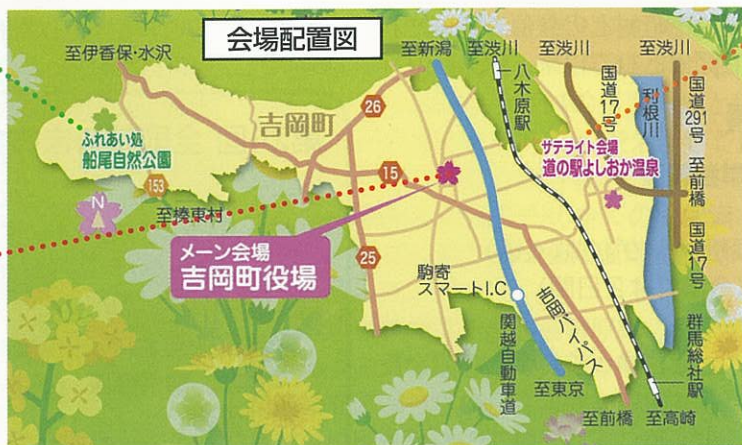 会場配置図
至伊香保・水沢
至新潟
至渋川
至渋川
至渋川
八木原駅
国道17号
利根川
国道291号
至前橋
国道17号
吉岡町
26
ふれあい処
船尾自然公園
サテライト会場
道の駅よしおか温泉
153
15
N
至榛東村
メーン会場
吉岡町役場
25
駒寄
スマートI.C
吉岡バイパス
関越自動車道
群馬総社駅
至東京
至前橋
至高崎